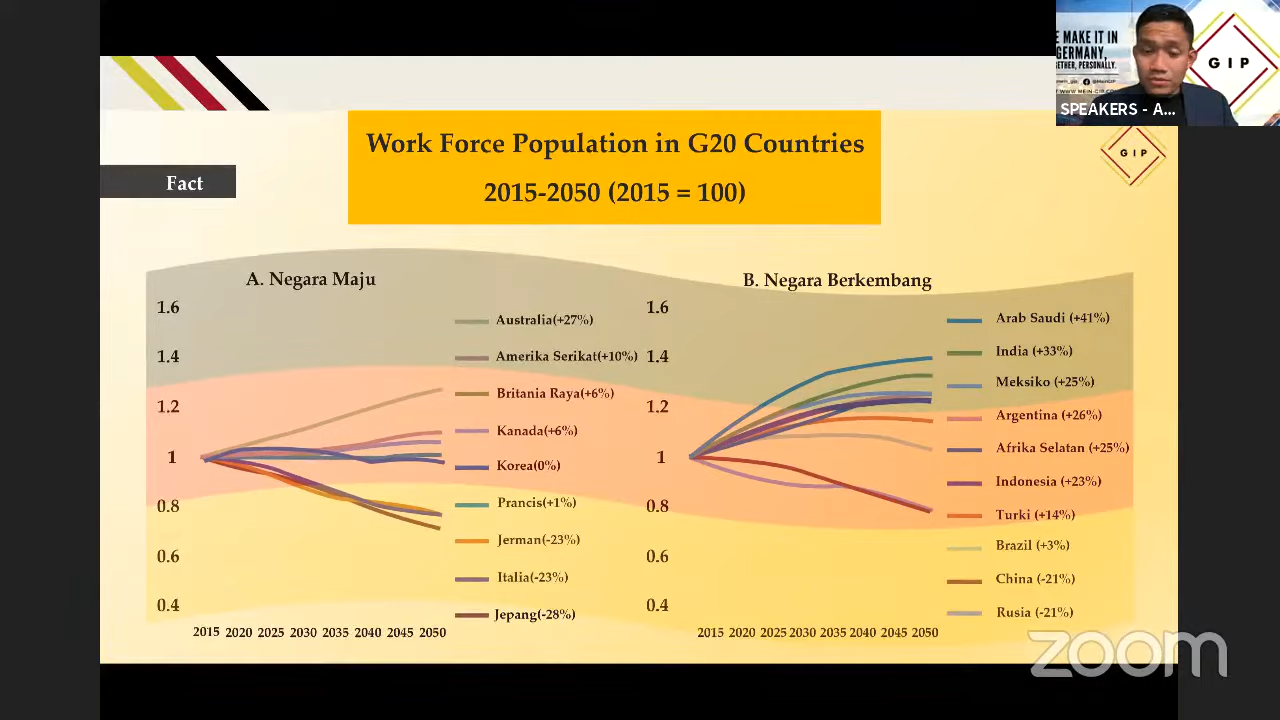 E MAKE IT IN
GERMANY,
ETHER, PERSONALLY.
GIP
SPEAKERS - A...
GIP
Work Force Population in G20 Countries
2015-2050 (2015 = 100)
Fact
A. Negara Maju
1.6
1.4
1.2
1
0.8
0.6
0.4
2015 2020 2025 2030 2035 2040 2045 2050
Australia(+27%)
Amerika Serikat(+10%)
Britania Raya(+6%)
Kanada(+6%)
Korea(0%)
Prancis(+1%)
Jerman(-23%)
Italia(-23%)
Jepang(-28%)
B. Negara Berkembang
1.6
1.4
1.2
1
0.8
0.6
0.4
2015 2020 2025 2030 2035 2040 2045 2050
Arab Saudi (+41%)
India (+33%)
Meksiko (+25%)
Argentina (+26%)
Afrika Selatan (+25%)
Indonesia (+23%)
Turki (+14%)
Brazil (+3%)
China (-21%)
Rusia (-21%)
zoom